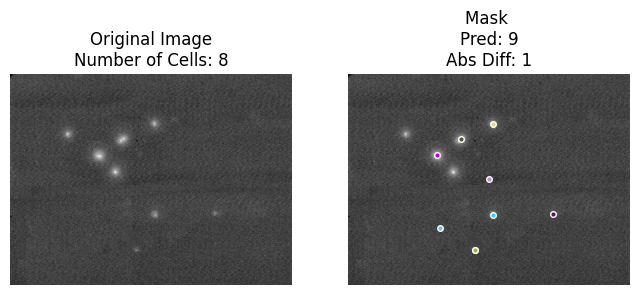 Original Image
Number of Cells: 8
Mask
Pred: 9
Abs Diff: 1